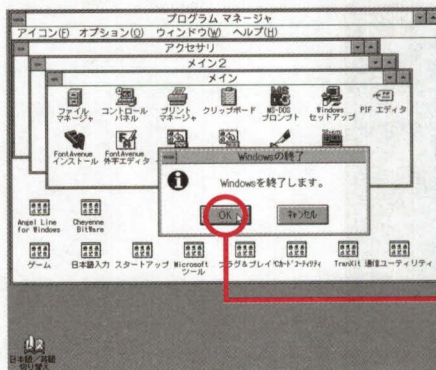 プログラム マネージャ
アイコン(F) オプション(O) ウィンドウ(W) ヘルプ(H)
アクセサリ
メイン2
メイン
ファイル マネージャ
コントロール パネル
プリント マネージャ
クリップボード
MS-DOS プロンプト
Windows セットアップ
PIF エディタ
FontAvenue インストール
FontAvenue 外字エディタ
Windowsの終了
Windowsを終了します。
OK
キャンセル
Angel Line for Windows
Cheyenne BitWare
ゲーム
日本語入力
スタートアップ
Microsoft ツール
プラグ&プレイ
TranXit
通信ユーティリティ
日本語/英語 切り替え